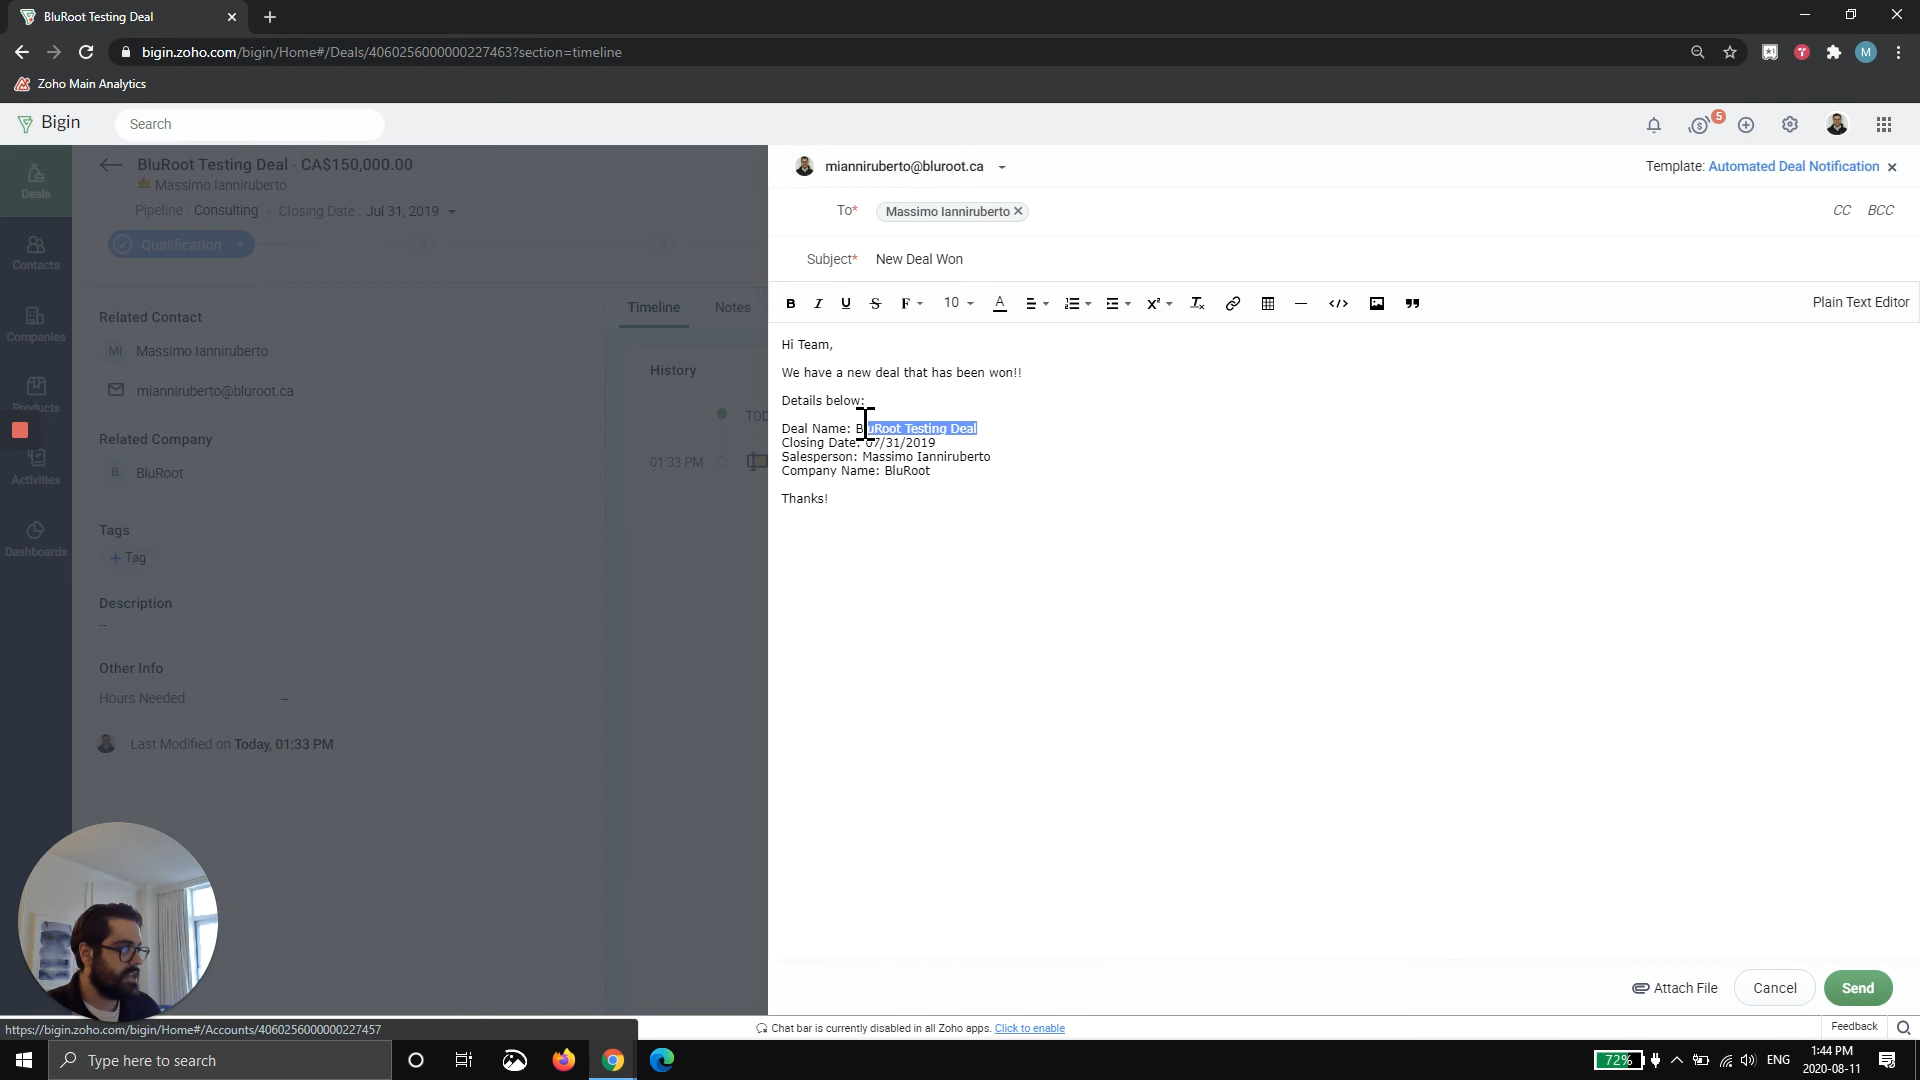 BluRoot Testing Deal
bigin.zoho.com/bigin/Home#/Deals/4060256000000227463?section=timeline
M
Zoho Main Analytics
Bigin
Search
5
Deals
Contacts
Companies
Products
Activities
Dashboards
BluRoot Testing Deal · CA$150,000.00
Massimo Ianniruberto
Pipeline : Consulting · Closing Date : Jul 31, 2019
Qualification
Related Contact
MI Massimo Ianniruberto
mianniruberto@bluroot.ca
Related Company
B BluRoot
Tags
+ Tag
Description
--
Other Info
Hours Needed --
Last Modified on Today, 01:33 PM
Timeline Notes
History
TOD
01:33 PM
mianniruberto@bluroot.ca
Template: Automated Deal Notification
To* Massimo Ianniruberto
CC BCC
Subject* New Deal Won
B I U S F 10 A
Plain Text Editor
Hi Team,
We have a new deal that has been won!!
Details below:
Deal Name: BluRoot Testing Deal
Closing Date: 07/31/2019
Salesperson: Massimo Ianniruberto
Company Name: BluRoot
Thanks!
Attach File Cancel Send
https://bigin.zoho.com/bigin/Home#/Accounts/4060256000000227457
Chat bar is currently disabled in all Zoho apps. Click to enable
Feedback
Type here to search
72%
ENG
1:44 PM
2020-08-11